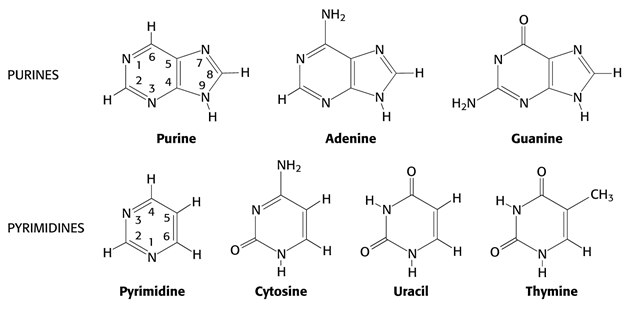 PURINES
H
N 1 6 5 N 7
2 3 4 8 H
H N 9 N
H
Purine
NH₂
N N
H
H N N
H
Adenine
O
N N
H
H₂N N N
H
Guanine
PYRIMIDINES
H
H
N 3 4 5
2 1 6
H N H
Pyrimidine
NH₂
H
N
O N H
H
Cytosine
O
H H
N
O N H
H
Uracil
O
CH₃
H N
O N H
H
Thymine